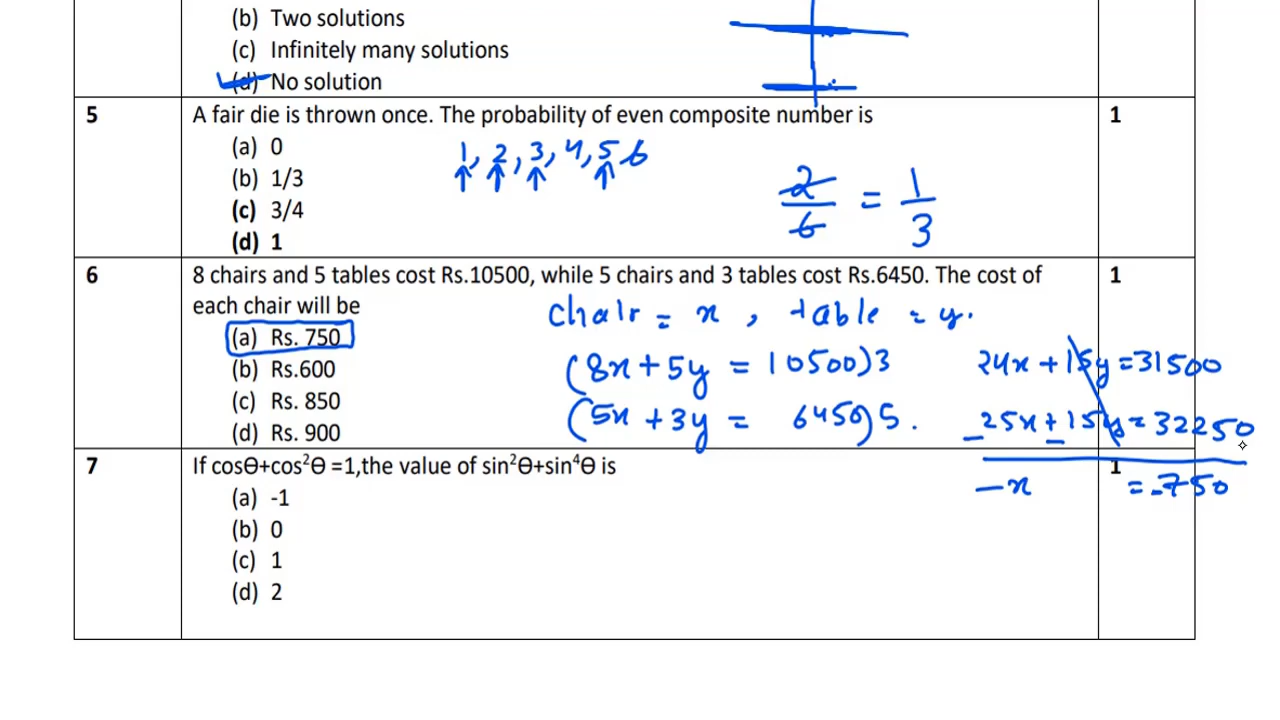 (b) Two solutions
(c) Infinitely many solutions
(d) No solution
5 A fair die is thrown once. The probability of even composite number is 1
(a) 0
1, 2, 3, 4, 5 6
(b) 1/3
2/6 = 1/3
(c) 3/4
(d) 1
6 8 chairs and 5 tables cost Rs.10500, while 5 chairs and 3 tables cost Rs.6450. The cost of 1
each chair will be
chair = x, table = y.
(a) Rs. 750
(8x + 5y = 10500)3 24x + 15y = 31500
(b) Rs.600
(c) Rs. 850
(5x + 3y = 6450)5. 25x + 15y = 32250
(d) Rs. 900
7 If cosϴ+cos²ϴ =1,the value of sin²ϴ+sin⁴ϴ is 1
-x = -750
(a) -1
(b) 0
(c) 1
(d) 2